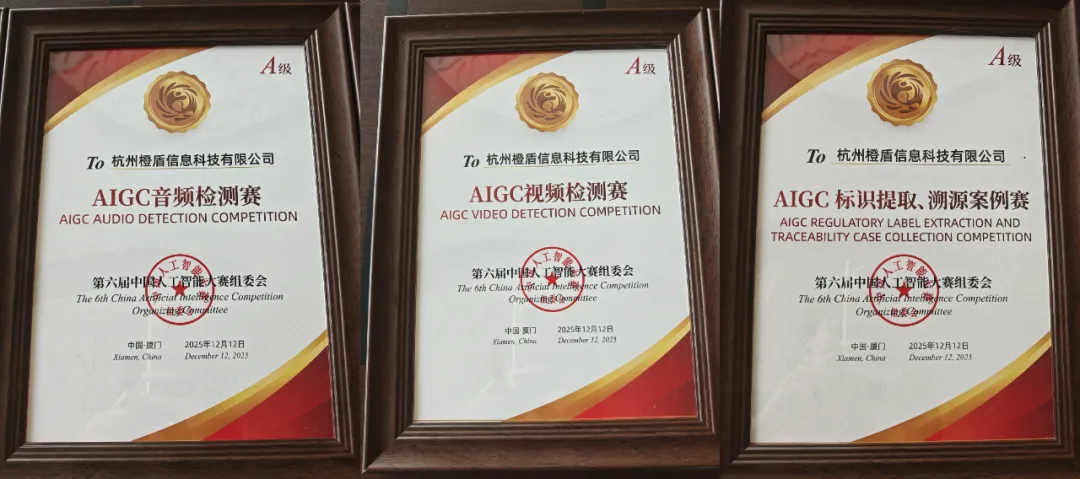 A级
To 杭州橙盾信息科技有限公司
AIGC音频检测赛
AIGC AUDIO DETECTION COMPETITION
第六届中国人工智能大赛组委会
The 6th China Artificial Intelligence Competition
Organizing Committee
组委会
中国·厦门 2025年12月12日
Xiamen, China December 12, 2025
A级
To 杭州橙盾信息科技有限公司
AIGC视频检测赛
AIGC VIDEO DETECTION COMPETITION
第六届中国人工智能大赛组委会
The 6th China Artificial Intelligence Competition
Organizing Committee
组委会
中国·厦门 2025年12月12日
Xiamen, China December 12, 2025
A级
To 杭州橙盾信息科技有限公司
AIGC 标识提取、溯源案例赛
AIGC REGULATORY LABEL EXTRACTION AND
TRACEABILITY CASE COLLECTION COMPETITION
第六届中国人工智能大赛组委会
The 6th China Artificial Intelligence Competition
Organizing Committee
组委会
中国·厦门 2025年12月12日
Xiamen, China December 12, 2025